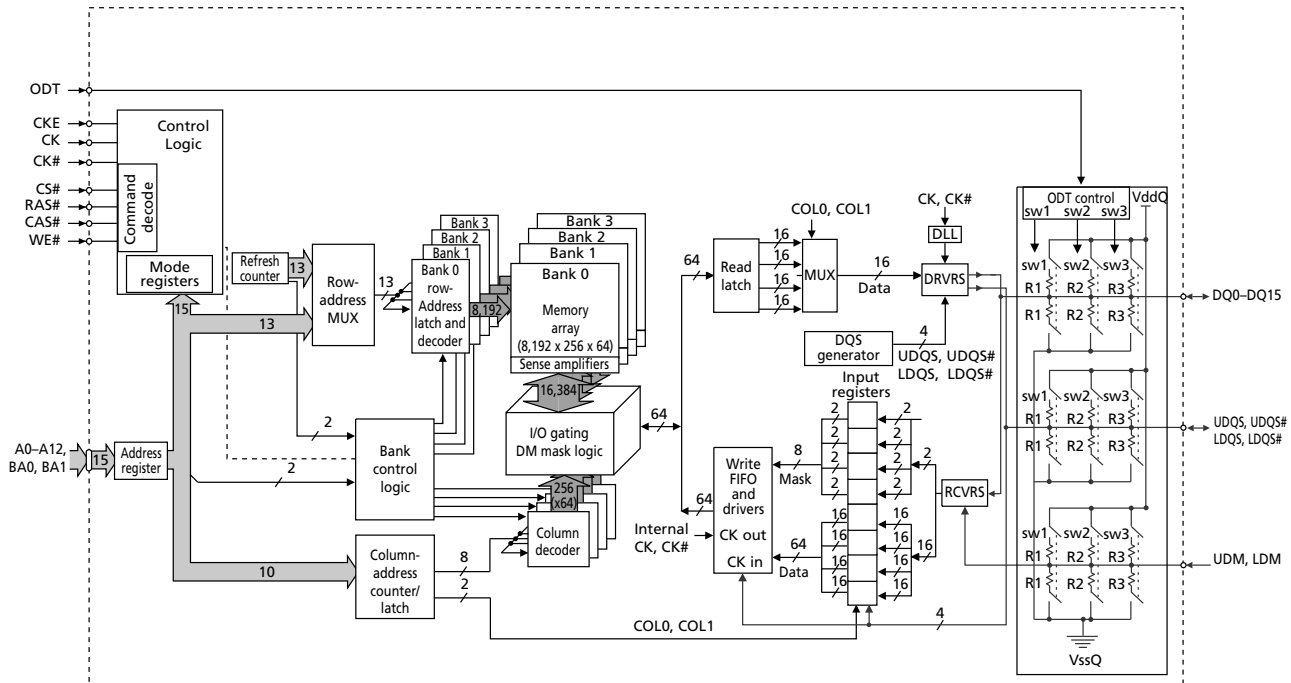 ODT
CKE
CK
CK#
CS#
RAS#
CAS#
WE#
Control
Logic
Command
decode
Mode
registers
15
Refresh
counter
13
13
Row-
address
MUX
13
Bank 3
Bank 2
Bank 1
Bank 0
row-
Address
latch and
decoder
8,192
Bank 3
Bank 2
Bank 1
Bank 0
Memory
array
(8,192 x 256 x 64)
Sense amplifiers
16,384
I/O gating
DM mask logic
64
256
(x64)
Column
decoder
2
Bank
control
logic
2
A0–A12,
BA0, BA1
15
Address
register
10
Column-
address
counter/
latch
8
2
COL0, COL1
64
Read
latch
16
16
16
16
COL0, COL1
MUX
16
Data
CK, CK#
DLL
DRVRS
DQS
generator
4
UDQS, UDQS#
LDQS, LDQS#
Input
registers
2
2
2
2
2
2
2
2
2
8
Mask
64
Write
FIFO
and
drivers
CK out
CK in
Internal
CK, CK#
64
Data
16
16
16
16
16
16
16
16
16
RCVRS
4
ODT control
VddQ
sw1 sw2 sw3
sw1 sw2 sw3
R1 R2 R3
R1 R2 R3
DQ0–DQ15
sw1 sw2 sw3
R1 R2 R3
R1 R2 R3
UDQS, UDQS#
LDQS, LDQS#
sw1 sw2 sw3
R1 R2 R3
R1 R2 R3
UDM, LDM
VssQ